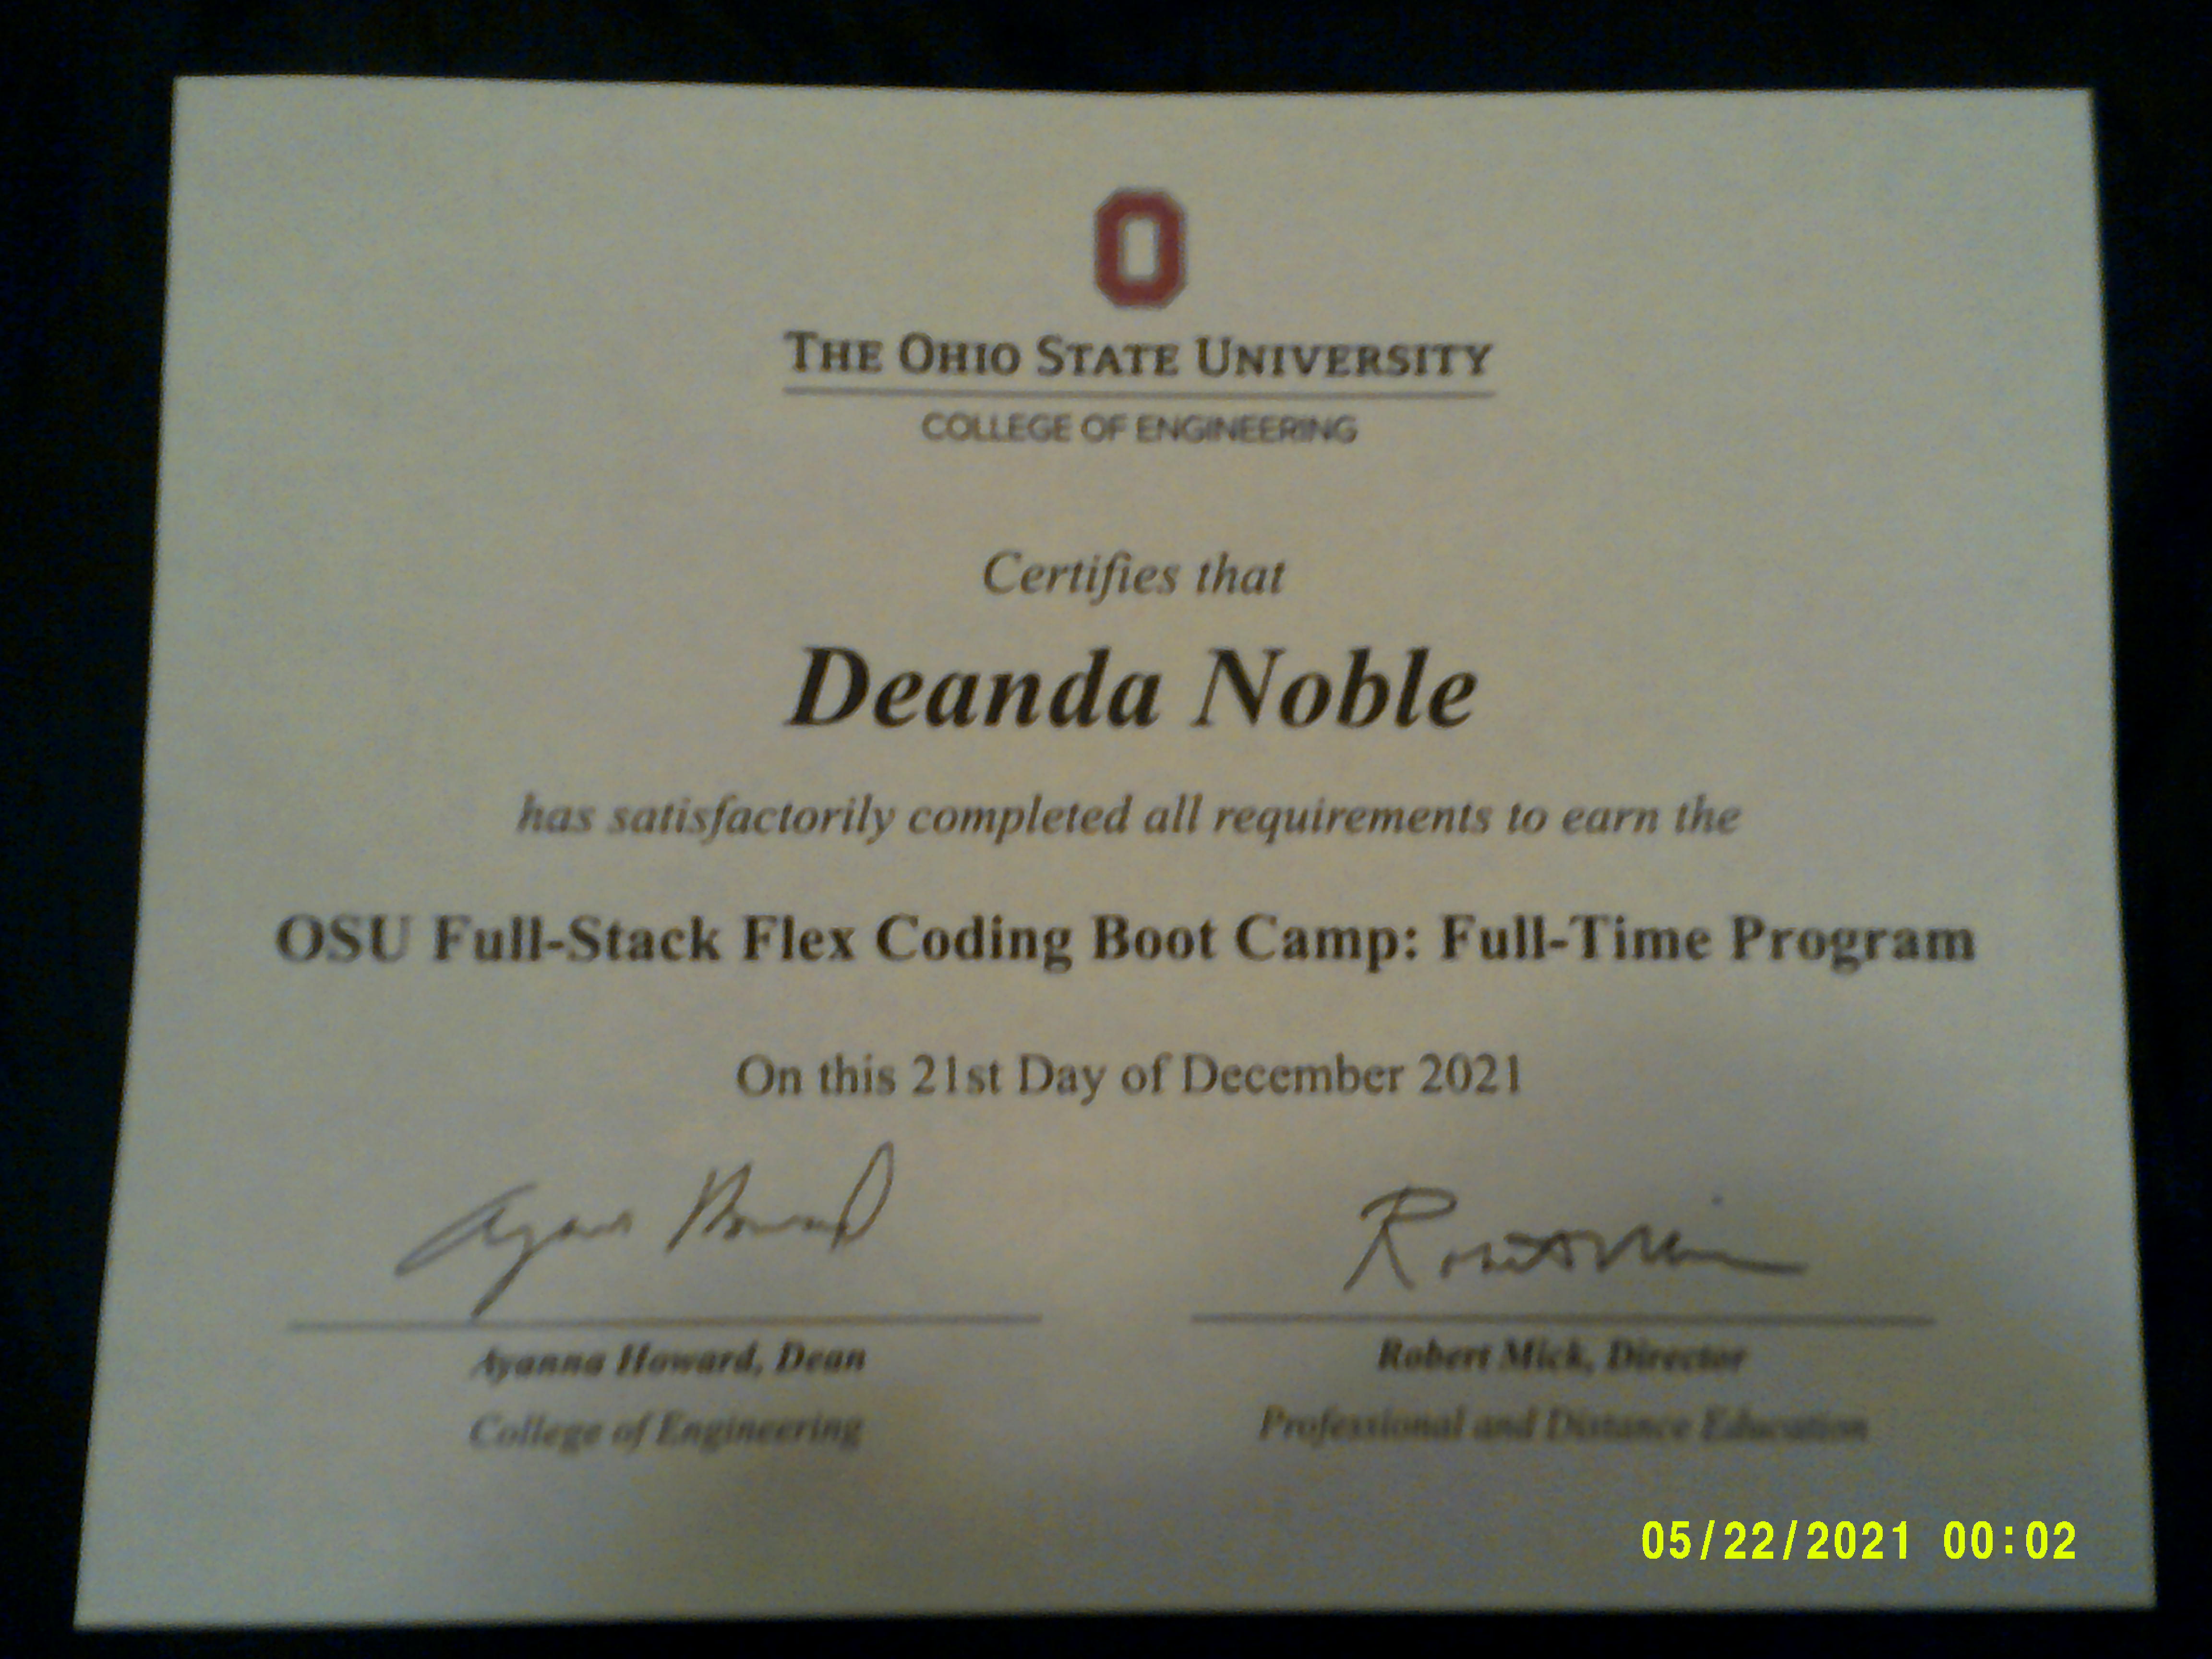 O
THE OHIO STATE UNIVERSITY
COLLEGE OF ENGINEERING
Certifies that
Deanda Noble
has satisfactorily completed all requirements to earn the
OSU Full-Stack Flex Coding Boot Camp: Full-Time Program
On this 21st Day of December 2021
Ayanna Howard, Dean
Robert Mick, Director
College of Engineering
Professional and Distance Education
05/22/2021 00:02